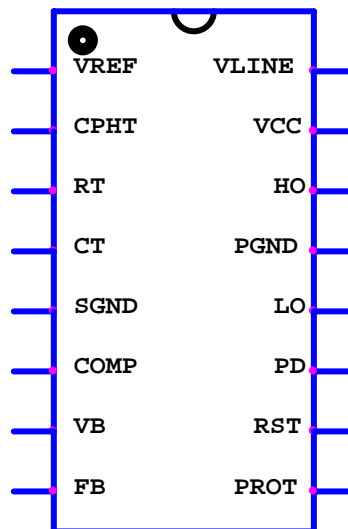 VREF VLINE
CPHT VCC
RT HO
CT PGND
SGND LO
COMP PD
VB RST
FB PROT